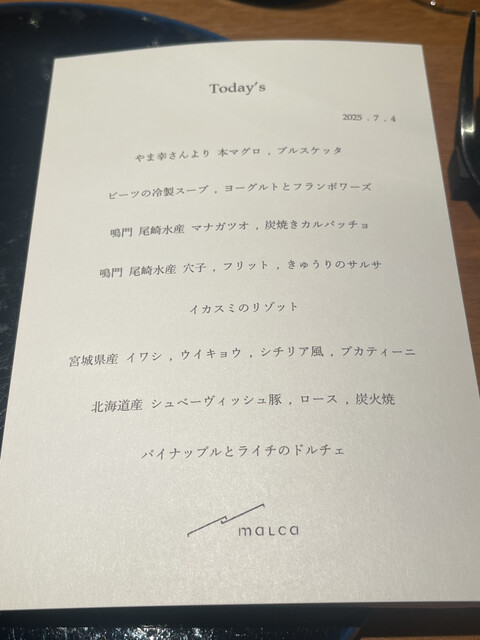 Today's
2025 . 7 . 4
やま幸さんより 本マグロ , ブルスケッタ
ビーツの冷製スープ , ヨーグルトとフランボワーズ
鳴門 尾崎水産 マナガツオ , 炭焼きカルパッチョ
鳴門 尾崎水産 穴子 , フリット , きゅうりのサルサ
イカスミのリゾット
宮城県産 イワシ , ウイキョウ , シチリア風 , ブカティーニ
北海道産 シュベーヴィッシュ豚 , ロース , 炭火焼
パイナップルとライチのドルチェ
maLca